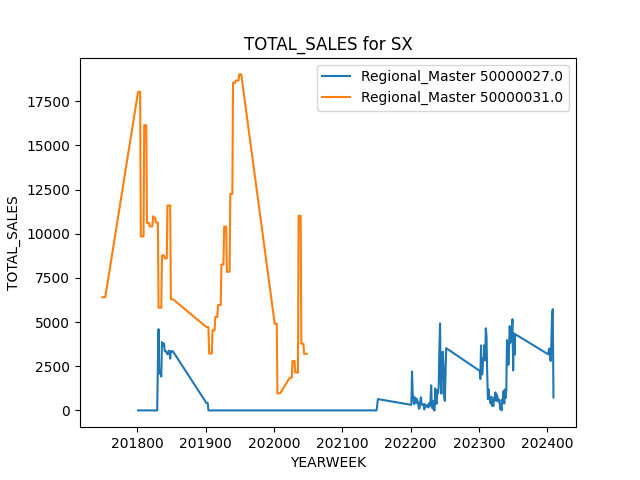 TOTAL_SALES for SX
Regional_Master 50000027.0
Regional_Master 50000031.0
TOTAL_SALES
17500
15000
12500
10000
7500
5000
2500
0
201800 201900 202000 202100 202200 202300 202400
YEARWEEK